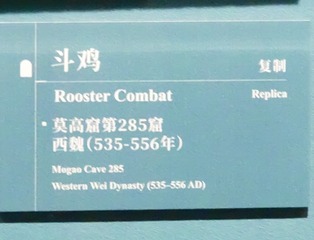 斗鸡
复制
Rooster Combat
Replica
莫高窟第285窟
西魏（535-556年）
Mogao Cave 285
Western Wei Dynasty (535–556 AD)